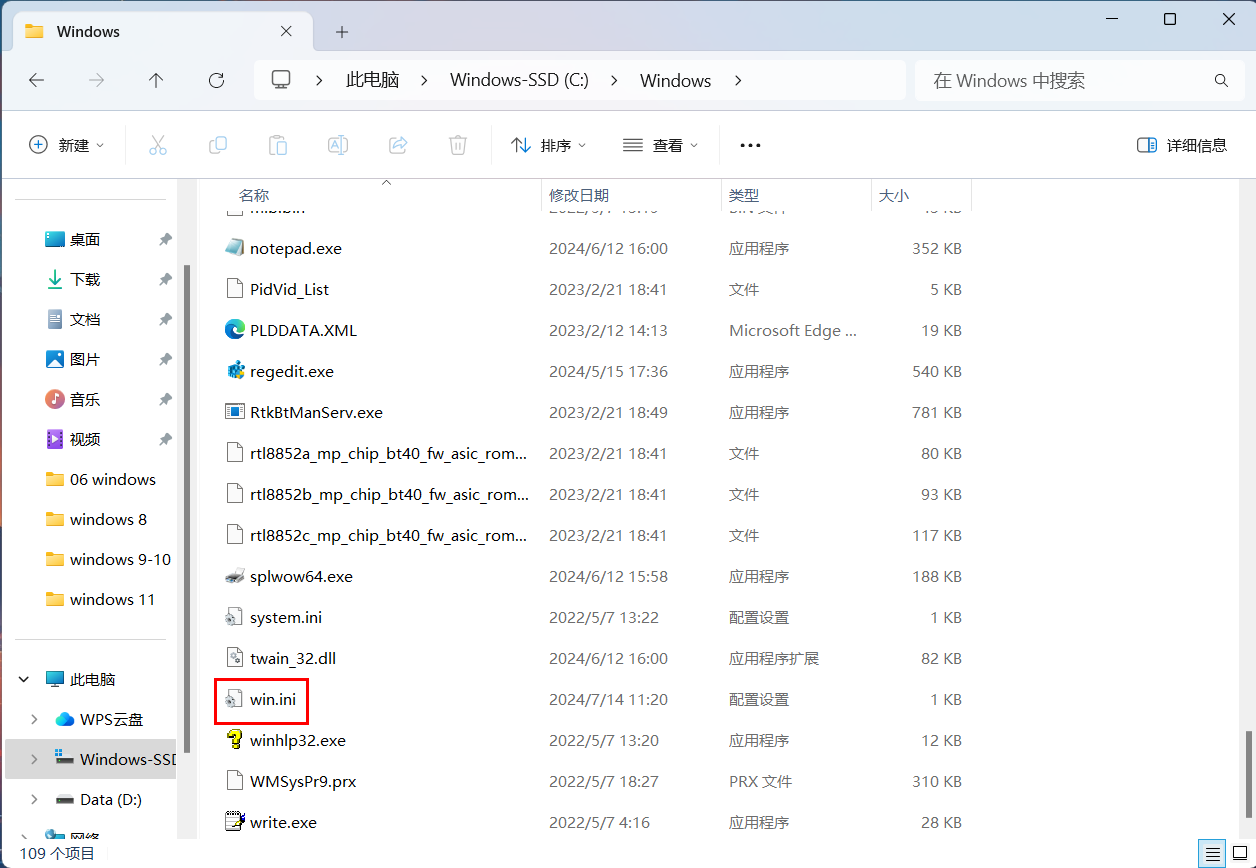 Windows
此电脑 Windows-SSD (C:) Windows 在 Windows 中搜索
新建 排序 查看 详细信息
名称 修改日期 类型 大小
桌面
下载
文档
图片
音乐
视频
06 windows
windows 8
windows 9-10
windows 11
此电脑
WPS云盘
Windows-SSD
Data (D:)
网络
notepad.exe 2024/6/12 16:00 应用程序 352 KB
PidVid_List 2023/2/21 18:41 文件 5 KB
PLDDATA.XML 2023/2/12 14:13 Microsoft Edge ... 19 KB
regedit.exe 2024/5/15 17:36 应用程序 540 KB
RtkBtManServ.exe 2023/2/21 18:49 应用程序 781 KB
rtl8852a_mp_chip_bt40_fw_asic_rom... 2023/2/21 18:41 文件 80 KB
rtl8852b_mp_chip_bt40_fw_asic_rom... 2023/2/21 18:41 文件 93 KB
rtl8852c_mp_chip_bt40_fw_asic_rom... 2023/2/21 18:41 文件 117 KB
splwow64.exe 2024/6/12 15:58 应用程序 188 KB
system.ini 2022/5/7 13:22 配置设置 1 KB
twain_32.dll 2024/6/12 16:00 应用程序扩展 82 KB
win.ini 2024/7/14 11:20 配置设置 1 KB
winhlp32.exe 2022/5/7 13:20 应用程序 12 KB
WMSysPr9.prx 2022/5/7 18:27 PRX 文件 310 KB
write.exe 2022/5/7 4:16 应用程序 28 KB
109 个项目